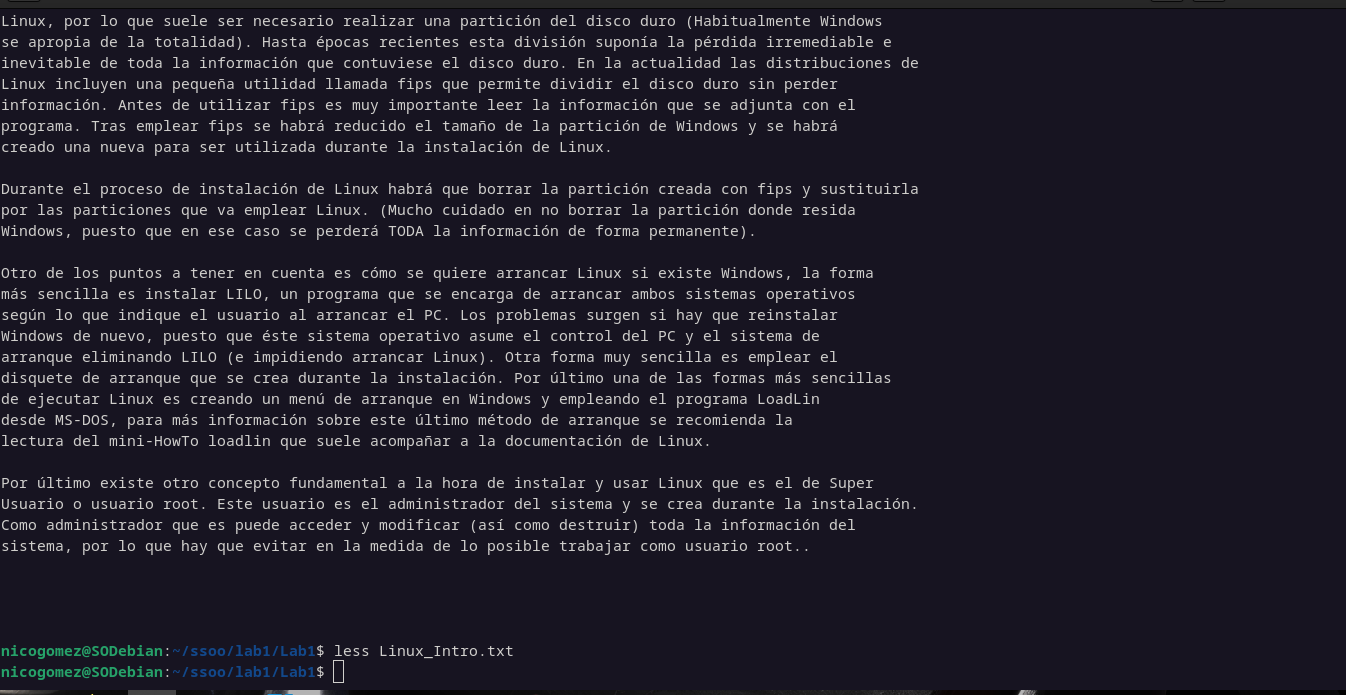 Linux, por lo que suele ser necesario realizar una partición del disco duro (Habitualmente Windows
se apropia de la totalidad). Hasta épocas recientes esta división suponía la pérdida irremediable e
inevitable de toda la información que contuviese el disco duro. En la actualidad las distribuciones de
Linux incluyen una pequeña utilidad llamada fips que permite dividir el disco duro sin perder
información. Antes de utilizar fips es muy importante leer la información que se adjunta con el
programa. Tras emplear fips se habrá reducido el tamaño de la partición de Windows y se habrá
creado una nueva para ser utilizada durante la instalación de Linux.
Durante el proceso de instalación de Linux habrá que borrar la partición creada con fips y sustituirla
por las particiones que va emplear Linux. (Mucho cuidado en no borrar la partición donde resida
Windows, puesto que en ese caso se perderá TODA la información de forma permanente).
Otro de los puntos a tener en cuenta es cómo se quiere arrancar Linux si existe Windows, la forma
más sencilla es instalar LILO, un programa que se encarga de arrancar ambos sistemas operativos
según lo que indique el usuario al arrancar el PC. Los problemas surgen si hay que reinstalar
Windows de nuevo, puesto que éste sistema operativo asume el control del PC y el sistema de
arranque eliminando LILO (e impidiendo arrancar Linux). Otra forma muy sencilla es emplear el
disquete de arranque que se crea durante la instalación. Por último una de las formas más sencillas
de ejecutar Linux es creando un menú de arranque en Windows y empleando el programa LoadLin
desde MS-DOS, para más información sobre este último método de arranque se recomienda la
lectura del mini-HowTo loadlin que suele acompañar a la documentación de Linux.
Por último existe otro concepto fundamental a la hora de instalar y usar Linux que es el de Super
Usuario o usuario root. Este usuario es el administrador del sistema y se crea durante la instalación.
Como administrador que es puede acceder y modificar (así como destruir) toda la información del
sistema, por lo que hay que evitar en la medida de lo posible trabajar como usuario root..
nicogomez@SODebian:~/ssoo/lab1/Lab1$ less Linux_Intro.txt
nicogomez@SODebian:~/ssoo/lab1/Lab1$